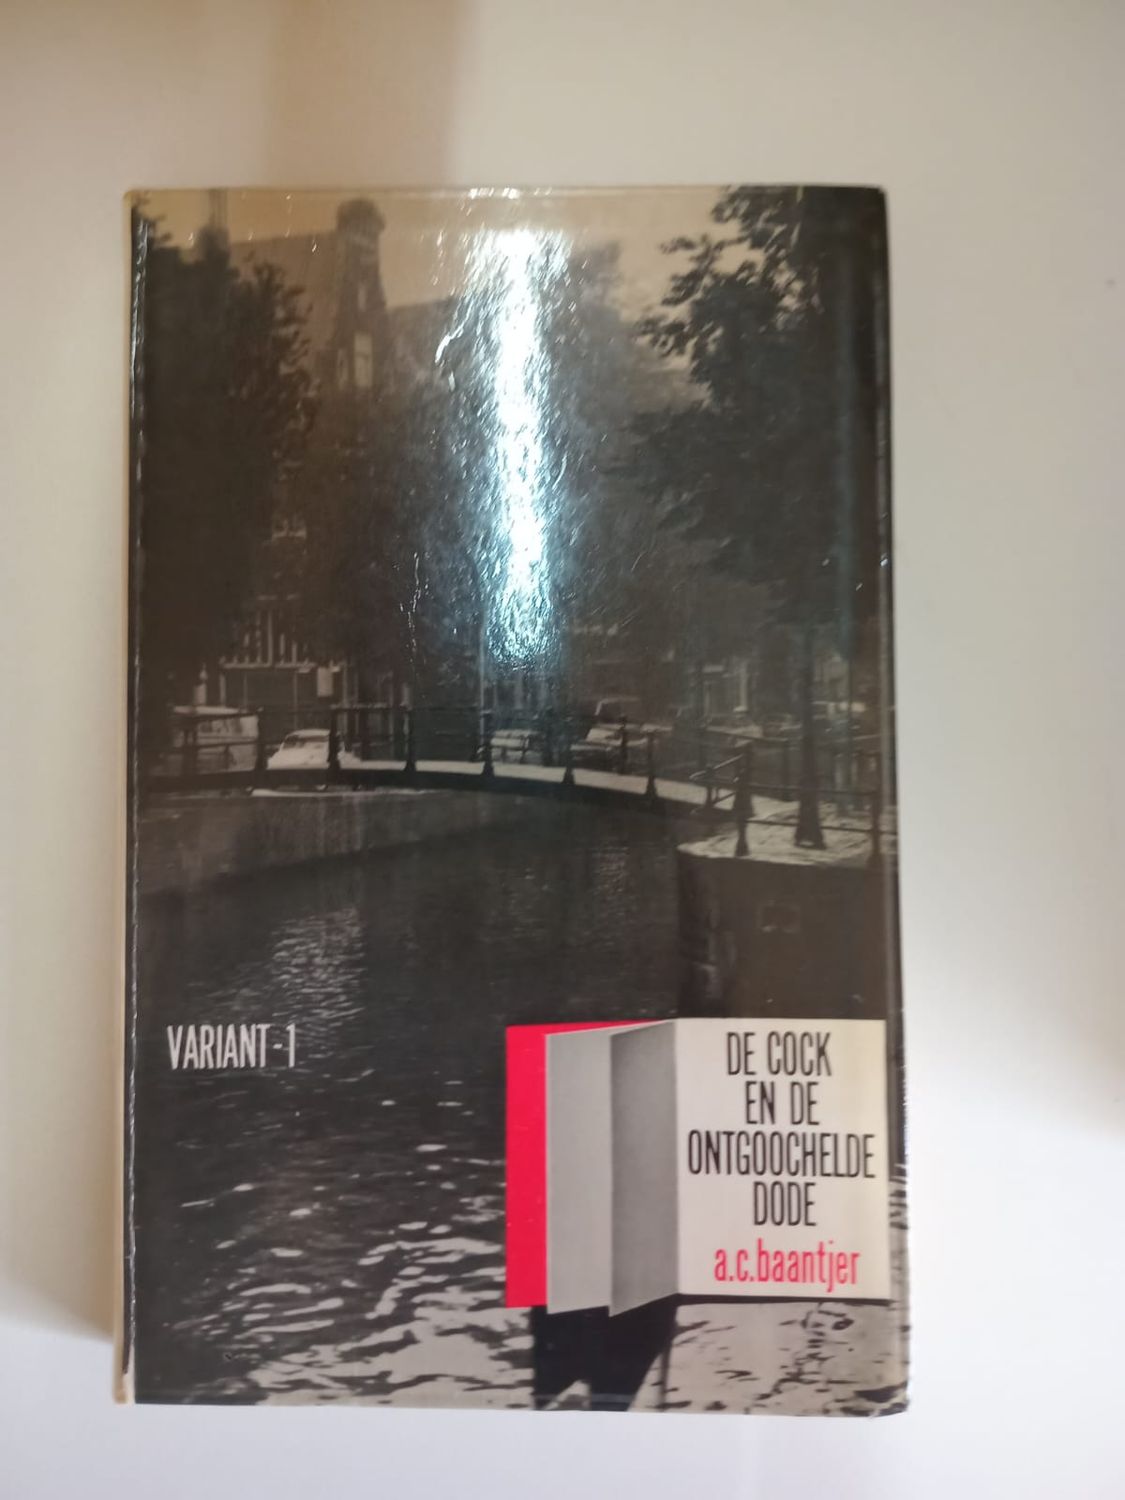 VARIANT-1
DE COCK
EN DE
ONTGOOCHELDE
DODE
a.c.baantjer